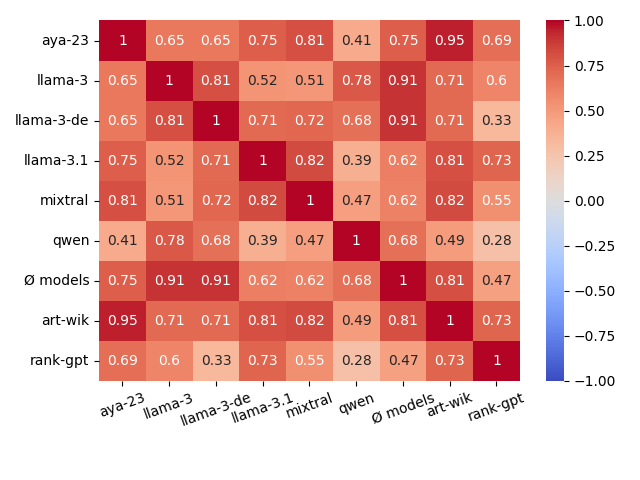 aya-23 1 0.65 0.65 0.75 0.81 0.41 0.75 0.95 0.69
llama-3 0.65 1 0.81 0.52 0.51 0.78 0.91 0.71 0.6
llama-3-de 0.65 0.81 1 0.71 0.72 0.68 0.91 0.71 0.33
llama-3.1 0.75 0.52 0.71 1 0.82 0.39 0.62 0.81 0.73
mixtral 0.81 0.51 0.72 0.82 1 0.47 0.62 0.82 0.55
qwen 0.41 0.78 0.68 0.39 0.47 1 0.68 0.49 0.28
Ø models 0.75 0.91 0.91 0.62 0.62 0.68 1 0.81 0.47
art-wik 0.95 0.71 0.71 0.81 0.82 0.49 0.81 1 0.73
rank-gpt 0.69 0.6 0.33 0.73 0.55 0.28 0.47 0.73 1
aya-23 llama-3 llama-3-de llama-3.1 mixtral qwen Ø models art-wik rank-gpt
1.00
0.75
0.50
0.25
0.00
−0.25
−0.50
−0.75
−1.00